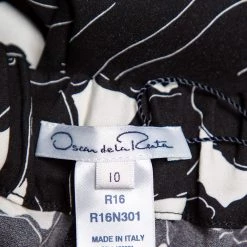 Oscar de la Renta
10
R16
R16N301
MADE IN ITALY